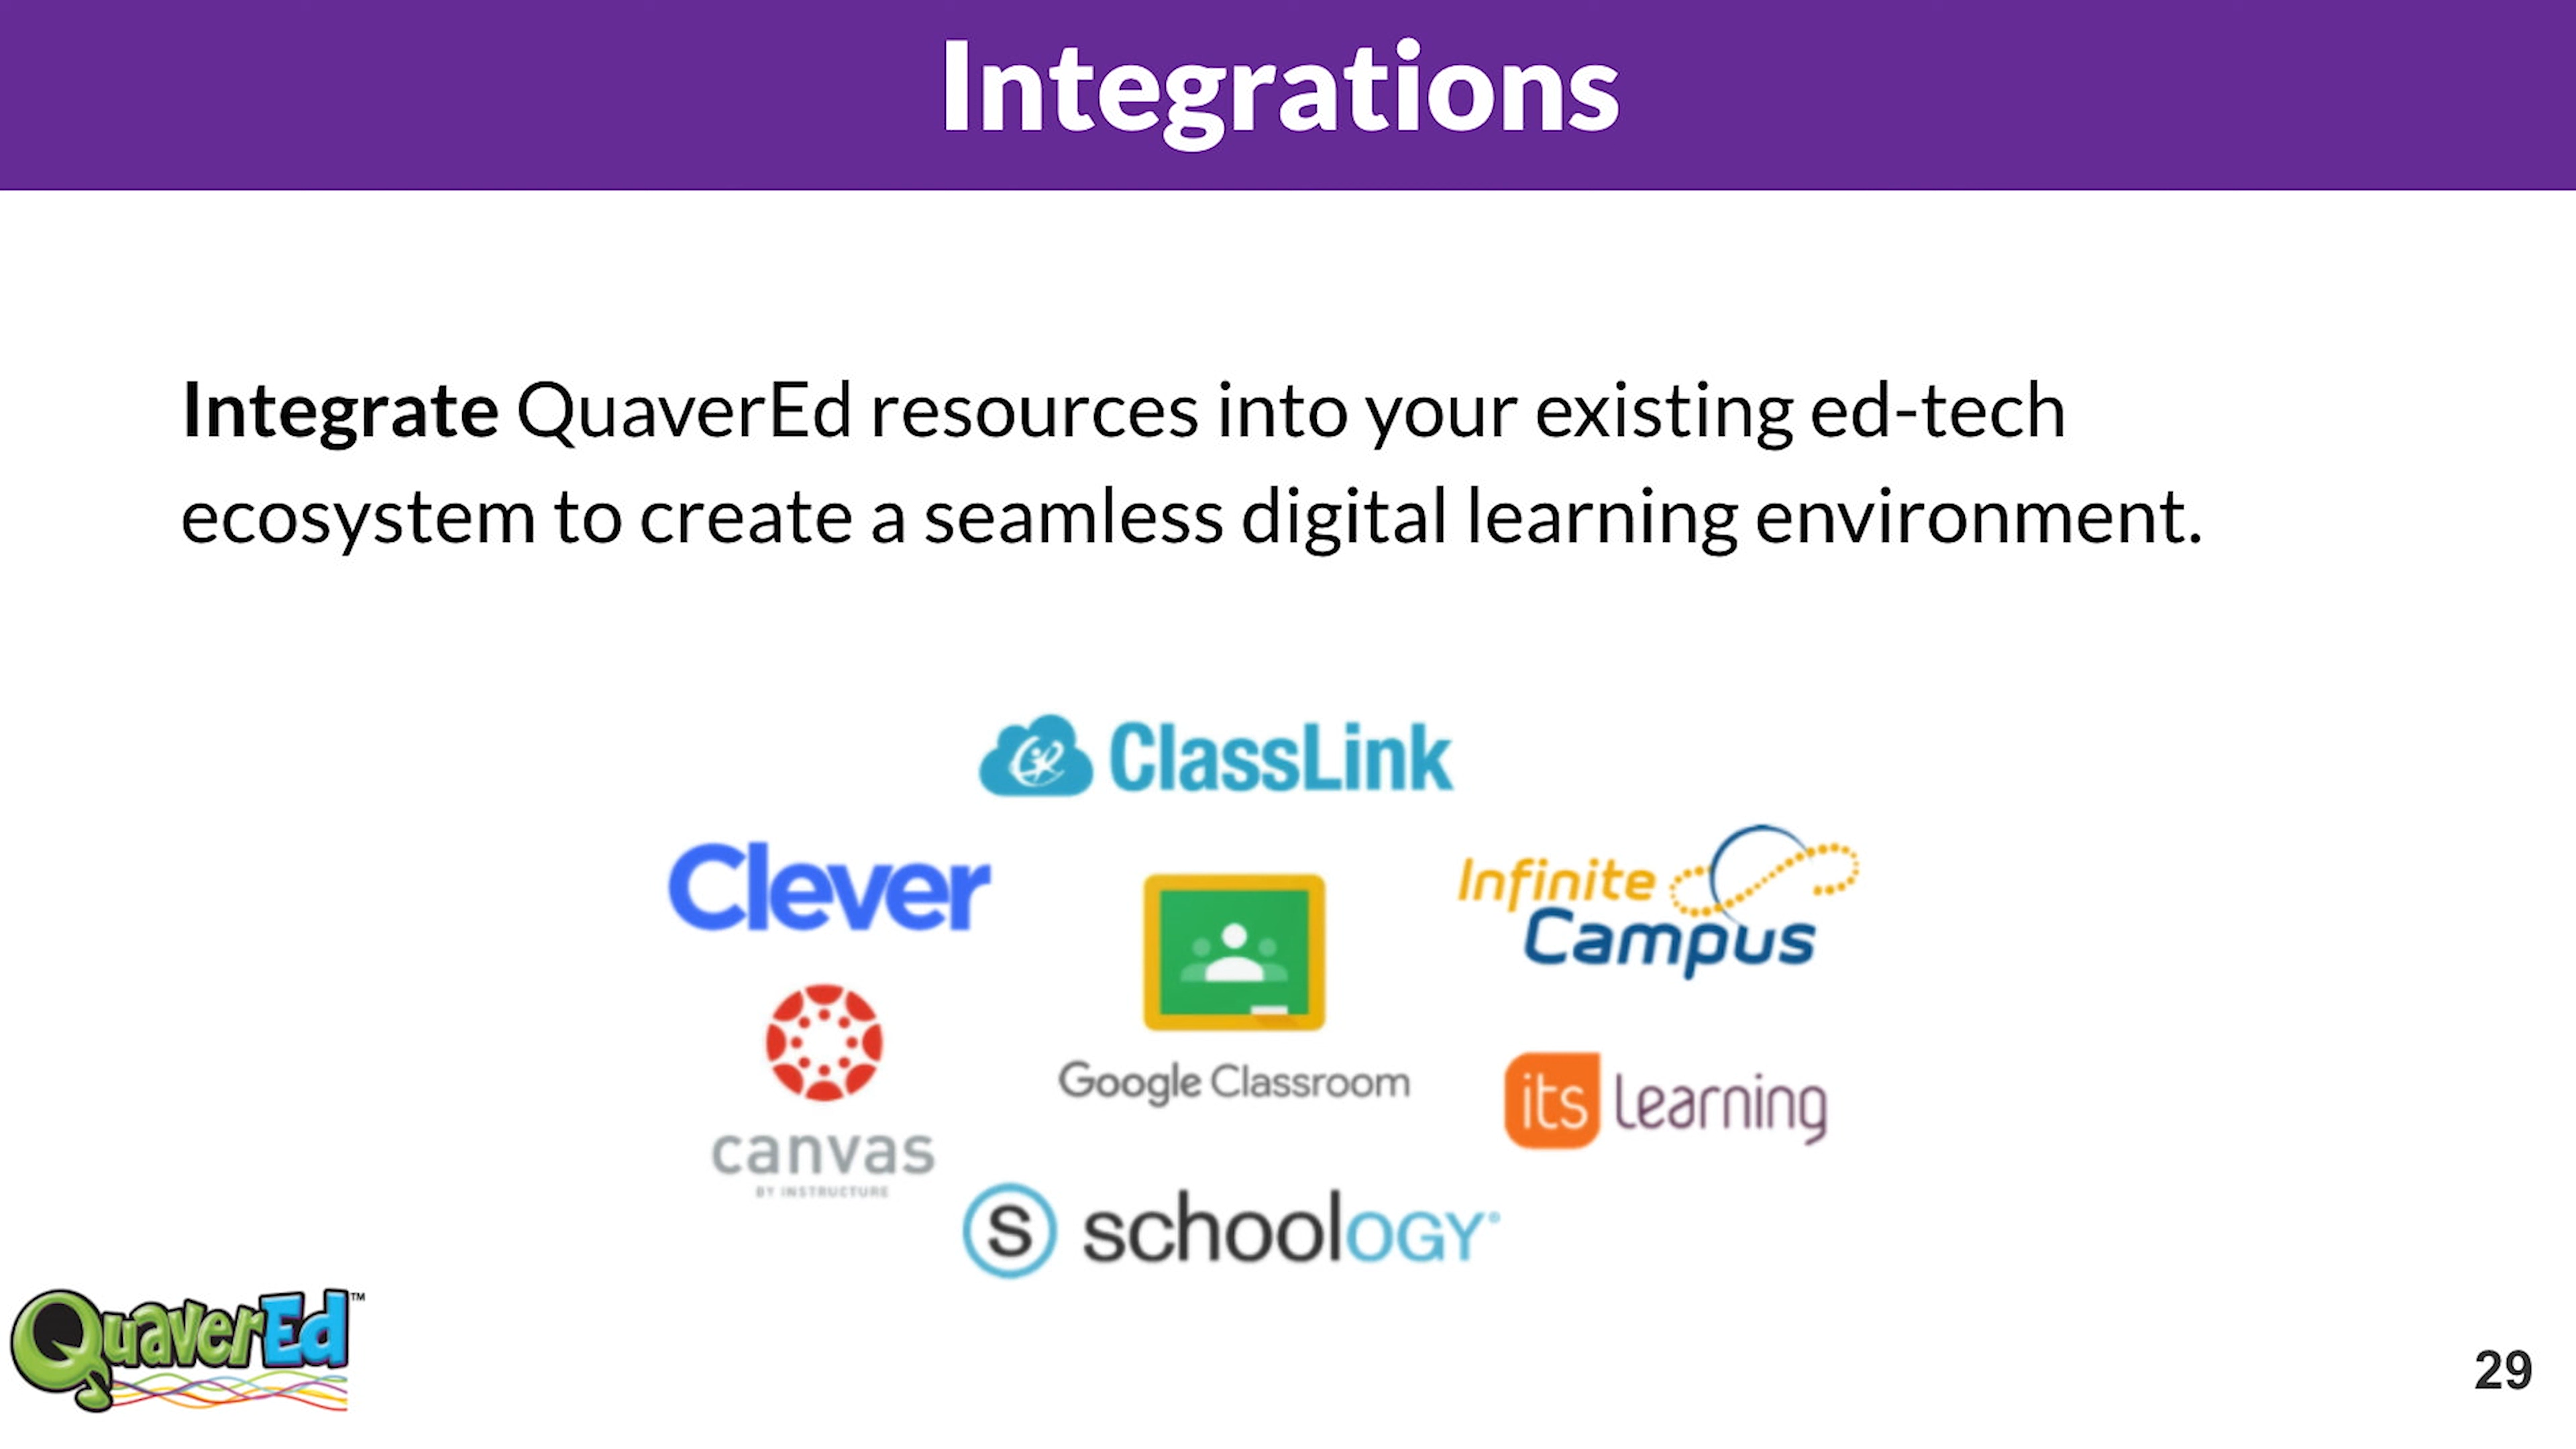 Integrations
Integrate QuaverEd resources into your existing ed-tech
ecosystem to create a seamless digital learning environment.
ClassLink
Clever
Infinite
Campus
Google Classroom
canvas
BY INSTRUCTURE
its learning
S schoology®
QuaverEd™
29